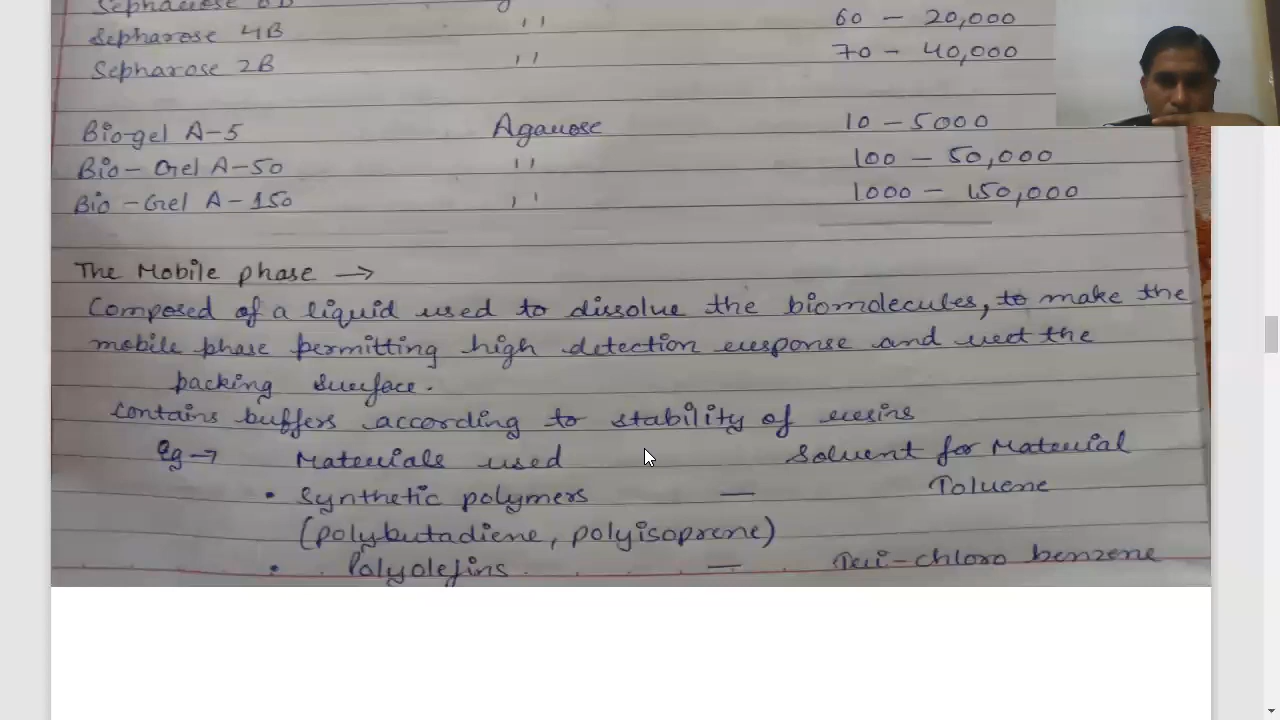 Sepharose 6B
Sepharose 4B ,, 60 - 20,000
Sepharose 2B ,, 70 - 40,000
Bio-gel A-5 Agarose 10 - 5000
Bio - Gel A-50 ,, 100 - 50,000
Bio - Gel A-150 ,, 1000 - 150,000
The Mobile phase →
Composed of a liquid used to dissolve the biomolecules, to make the
mobile phase permitting high detection response and wet the
packing surface.
contains buffers according to stability of resins
eg → Materials used Solvent for Material
• Synthetic polymers — Toluene
(polybutadiene, polyisoprene)
• Polyolefins — Tri-chloro benzene